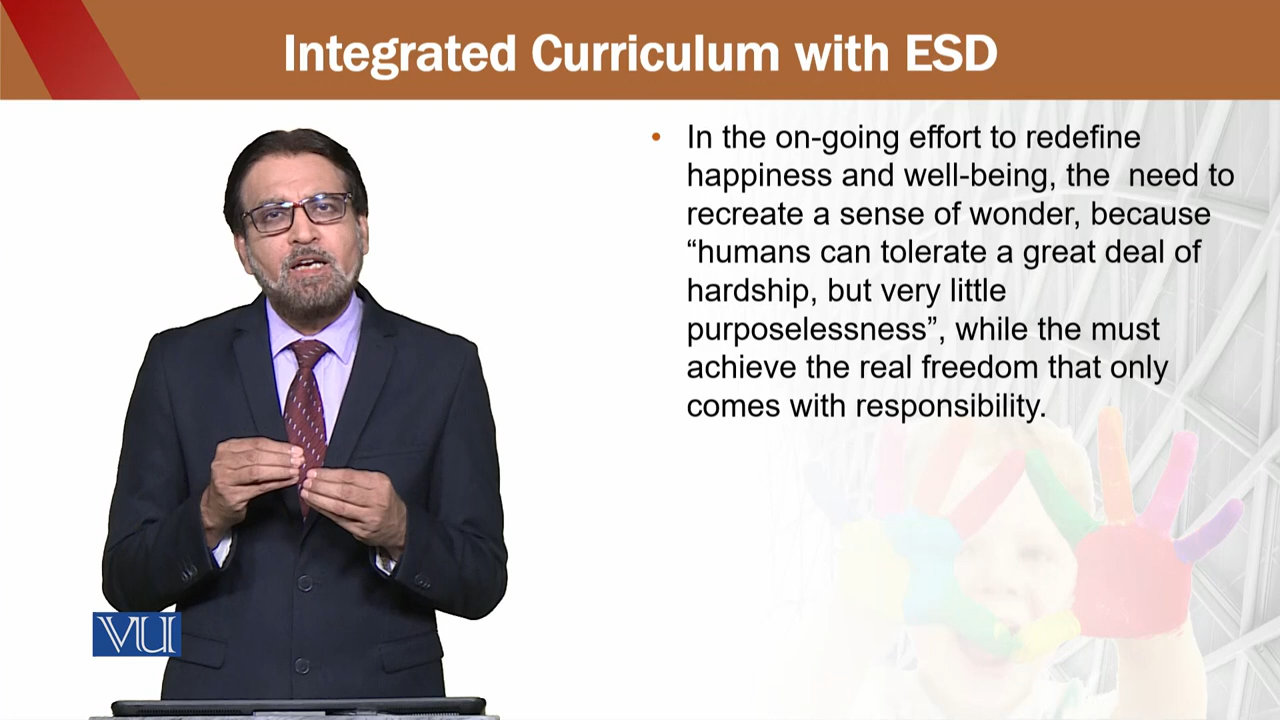 Integrated Curriculum with ESD
• In the on-going effort to redefine
happiness and well-being, the need to
recreate a sense of wonder, because
“humans can tolerate a great deal of
hardship, but very little
purposelessness”, while the must
achieve the real freedom that only
comes with responsibility.
VU